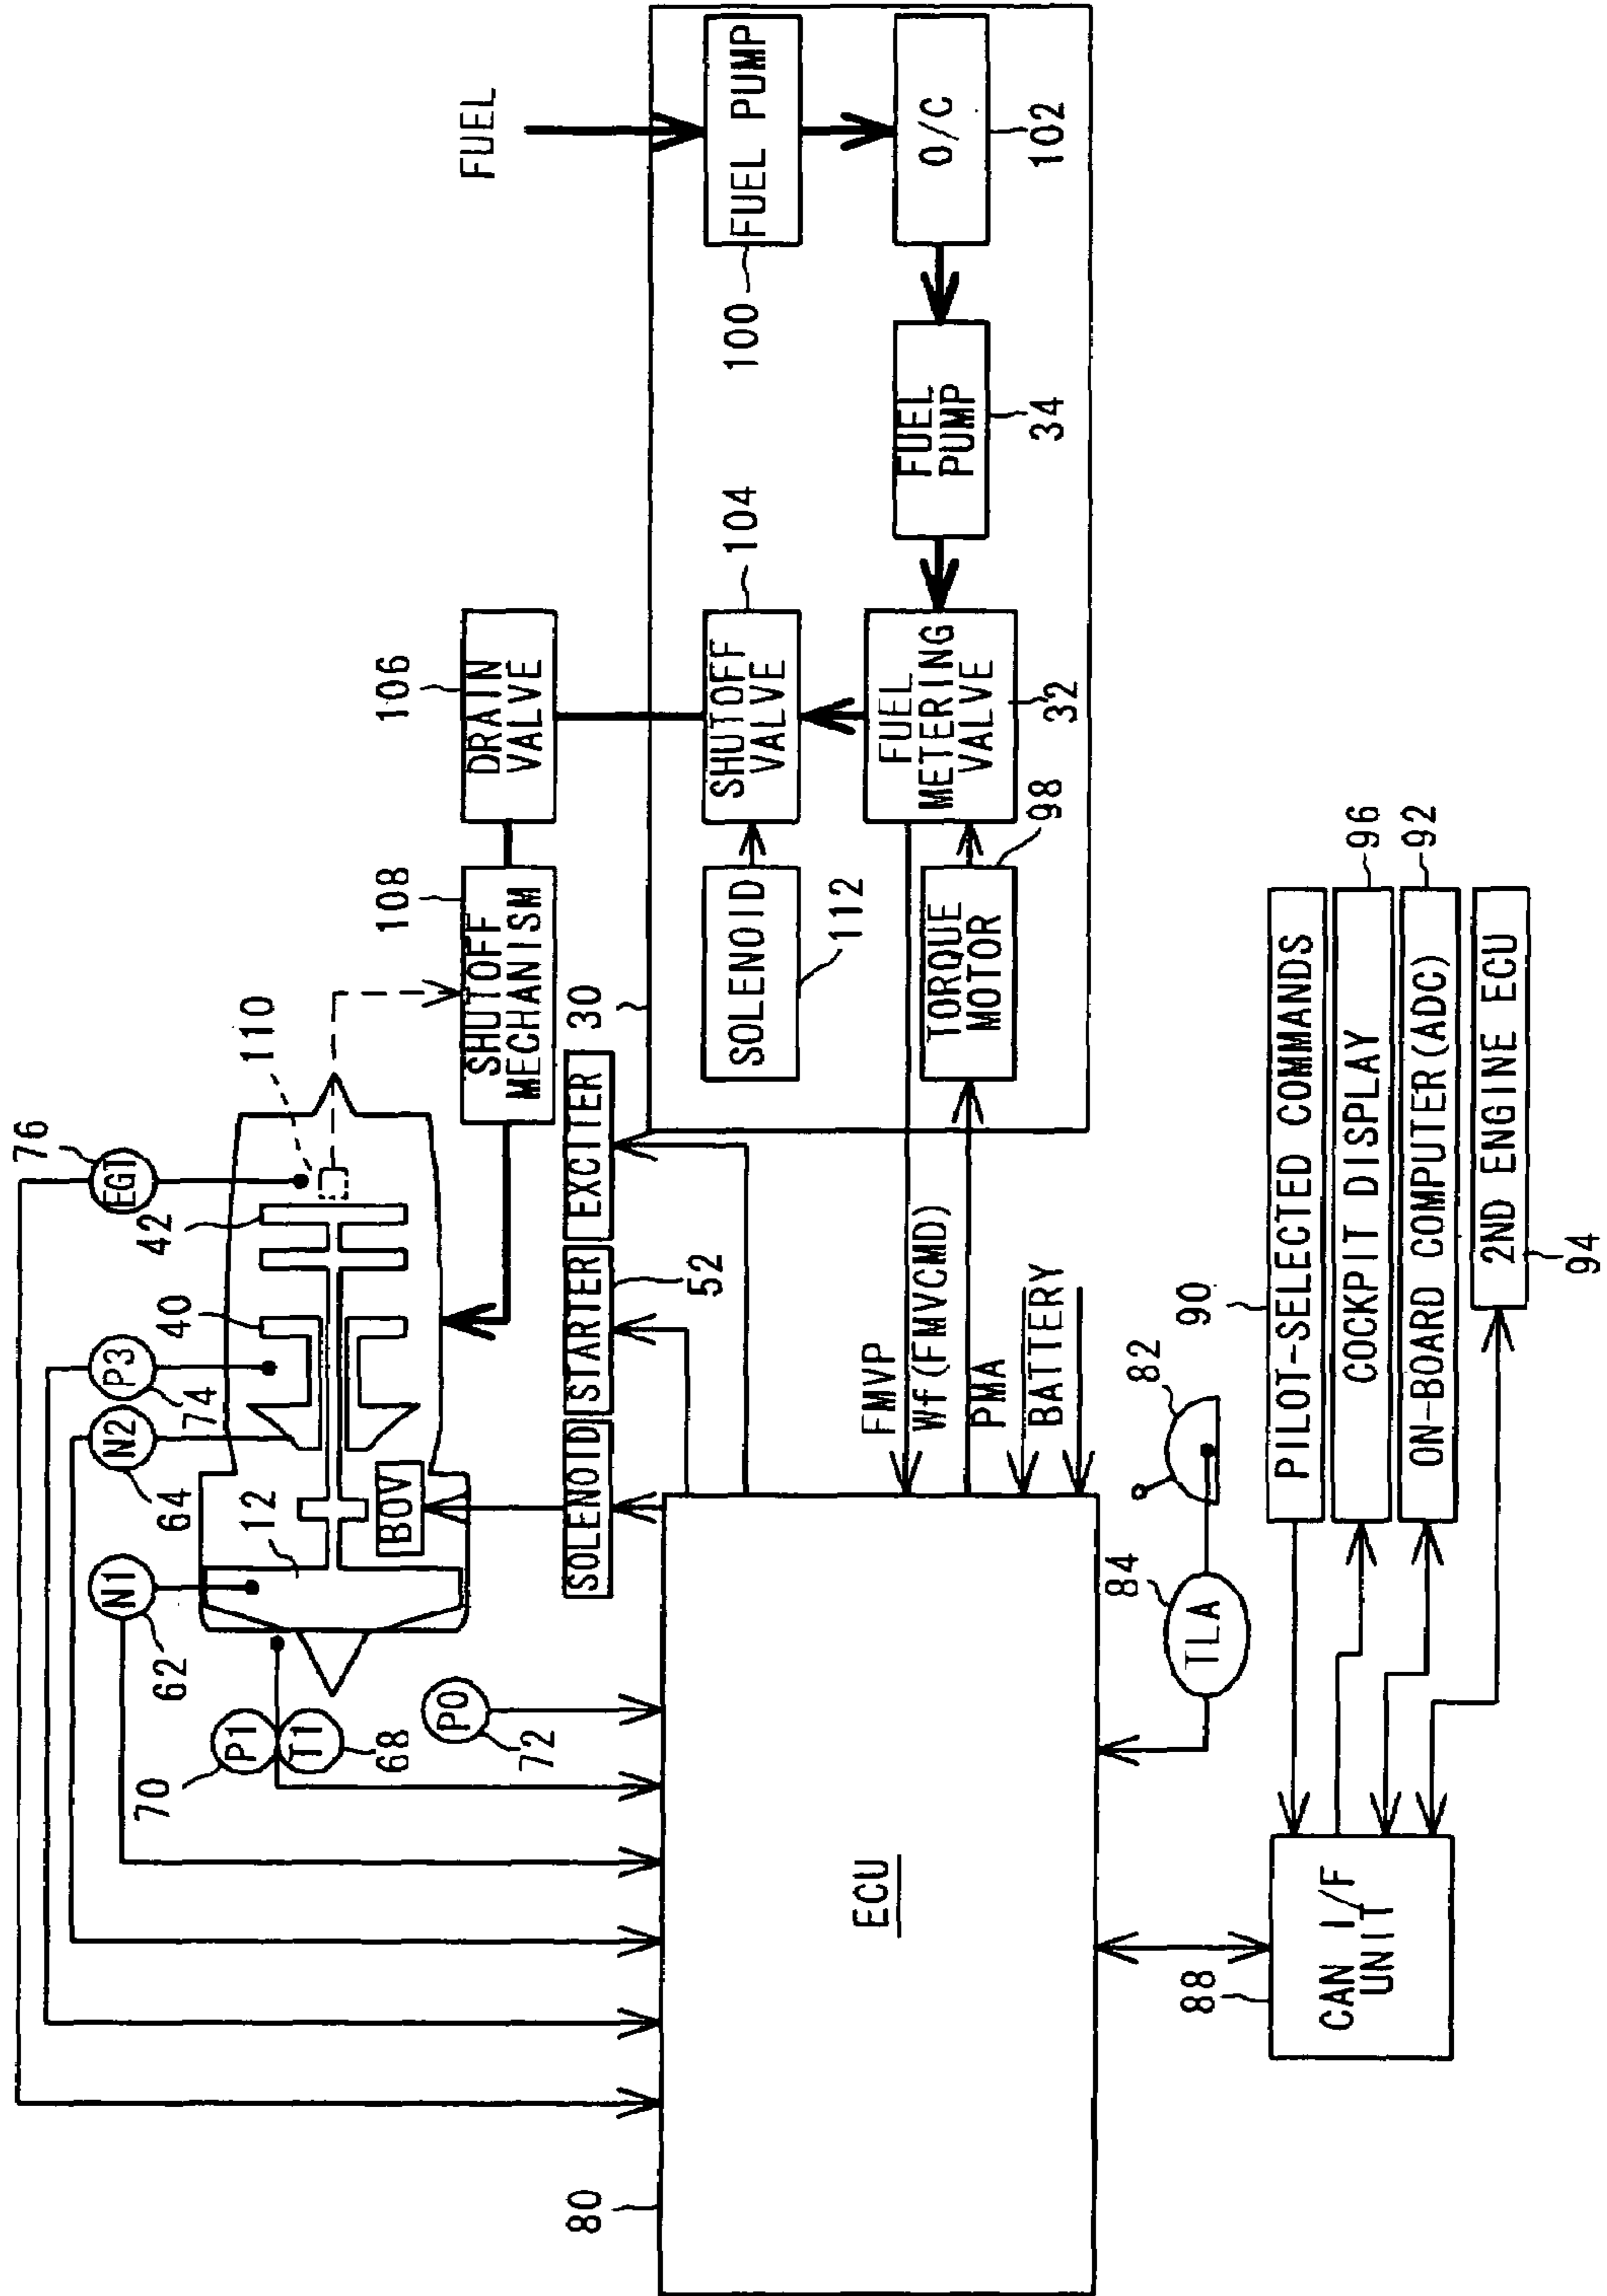 76
EGT
42
110
P3
74
40
N2
64
N1
62
12
BOV
P1
70
T1
68
P0
72
SOLENOID
STARTER
52
EXCITER
30
108
SHUTOFF
MECHANISM
106
DRAIN
VALVE
FUEL
FUEL PUMP
100
O/C
102
FUEL
PUMP
34
104
SHUTOFF
VALVE
FUEL
METERING
VALVE
32
SOLENOID
112
TORQUE
MOTOR
98
FMVP
Wf(FMVCMD)
PMA
BATTERY
80
ECU
82
84
TLA
88
CAN I/F
UNIT
90
PILOT-SELECTED COMMANDS
COCKPIT DISPLAY
96
ON-BOARD COMPUTER(ADC)
92
2ND ENGINE ECU
94